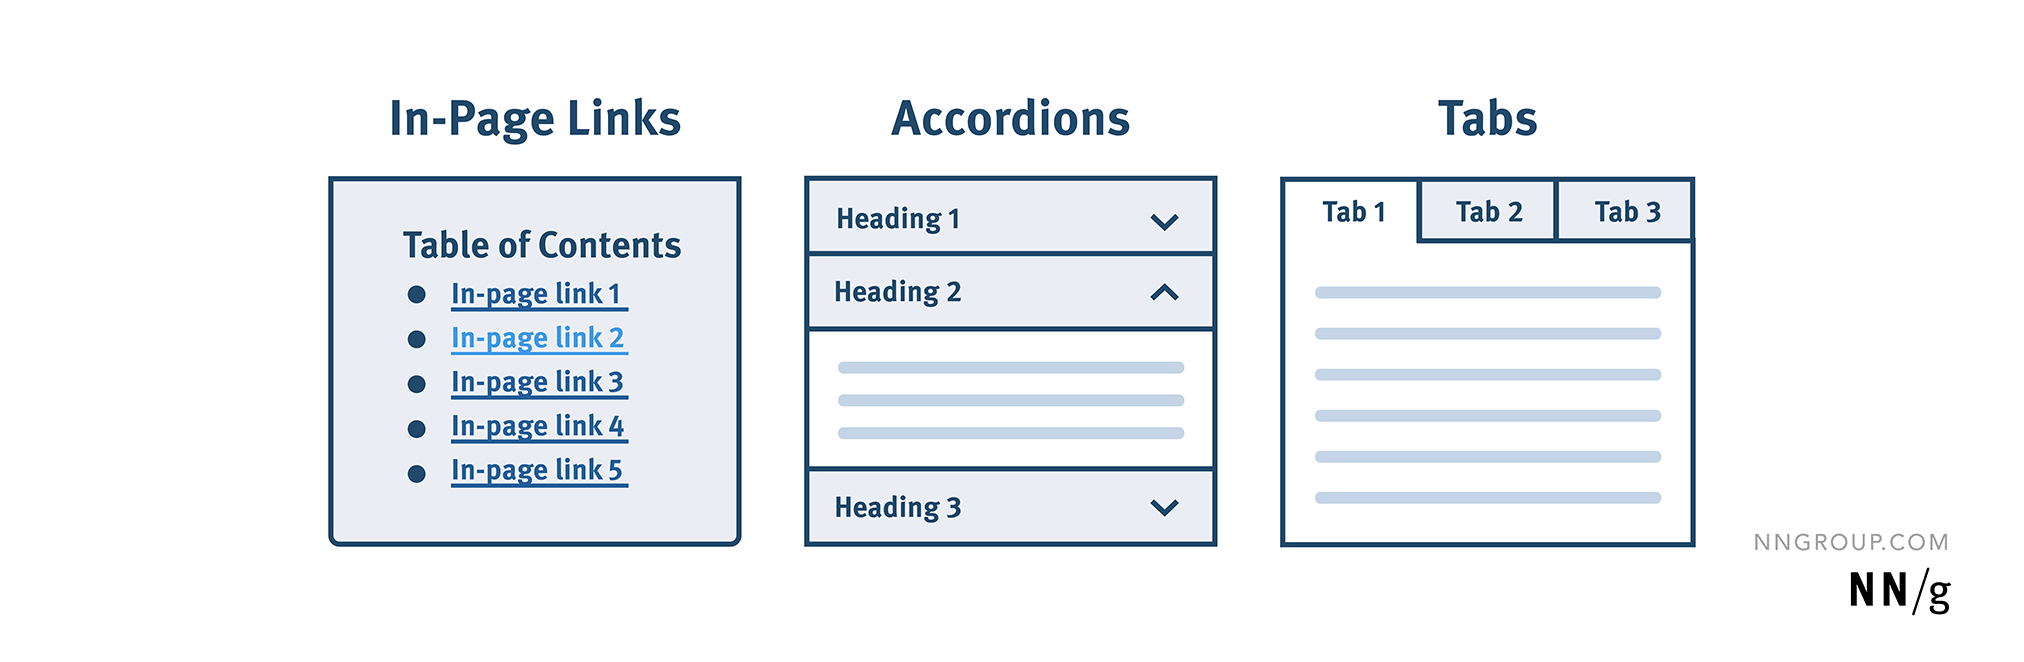 In-Page Links
Table of Contents
In-page link 1
In-page link 2
In-page link 3
In-page link 4
In-page link 5
Accordions
Heading 1
Heading 2
Heading 3
Tabs
Tab 1 Tab 2 Tab 3
NNGROUP.COM
NN/g